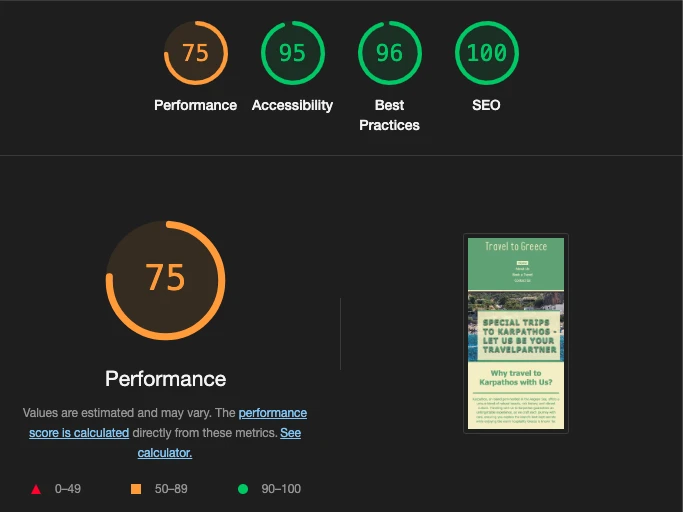 75
95
96
100
Performance
Accessibility
Best
Practices
SEO
75
Performance
Values are estimated and may vary. The performance
score is calculated directly from these metrics. See
calculator.
0–49
50–89
90–100
Travel to Greece
About Us
Book a Travel
Contact Us
SPECIAL TRIPS
TO KARPATHOS -
LET US BE YOUR
TRAVELPARTNER
Why travel to
Karpathos with Us?